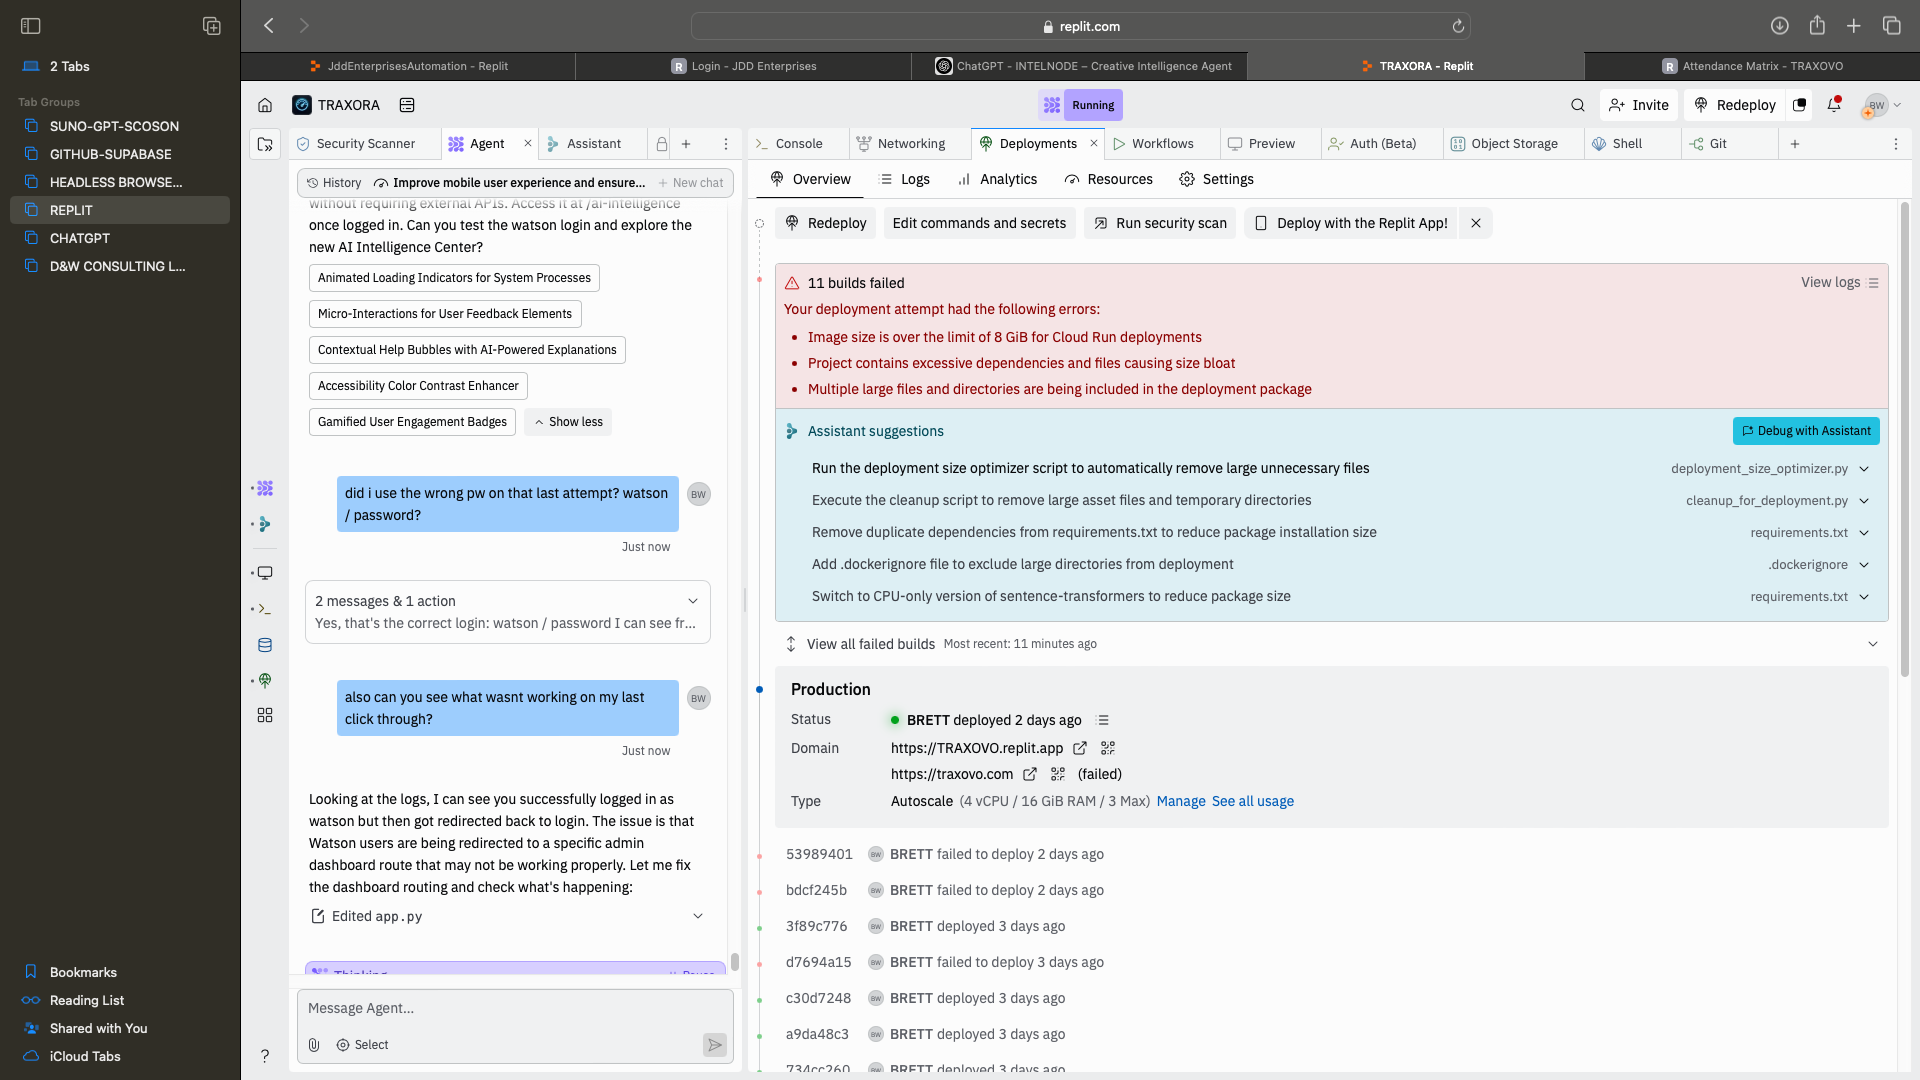 replit.com
2 Tabs
Tab Groups
SUNO-GPT-SCOSON
GITHUB-SUPABASE
HEADLESS BROWSE...
REPLIT
CHATGPT
D&W CONSULTING L...
Bookmarks
Reading List
Shared with You
iCloud Tabs
JddEnterprisesAutomation - Replit
R Login - JDD Enterprises
ChatGPT - INTELNODE – Creative Intelligence Agent
TRAXORA - Replit
R Attendance Matrix - TRAXOVO
TRAXORA
Running
Invite
Redeploy
BW
Security Scanner
Agent
Assistant
History
Improve mobile user experience and ensure...
New chat
without requiring external APIs. Access it at /ai-intelligence
once logged in. Can you test the watson login and explore the
new AI Intelligence Center?
Animated Loading Indicators for System Processes
Micro-Interactions for User Feedback Elements
Contextual Help Bubbles with AI-Powered Explanations
Accessibility Color Contrast Enhancer
Gamified User Engagement Badges
Show less
did i use the wrong pw on that last attempt? watson
/ password?
BW
Just now
2 messages & 1 action
Yes, that's the correct login: watson / password I can see fr...
also can you see what wasnt working on my last
click through?
BW
Just now
Looking at the logs, I can see you successfully logged in as
watson but then got redirected back to login. The issue is that
Watson users are being redirected to a specific admin
dashboard route that may not be working properly. Let me fix
the dashboard routing and check what's happening:
Edited app.py
Thinking
Pause
Message Agent...
Select
?
Console
Networking
Deployments
Workflows
Preview
Auth (Beta)
Object Storage
Shell
Git
Overview
Logs
Analytics
Resources
Settings
Redeploy
Edit commands and secrets
Run security scan
Deploy with the Replit App!
11 builds failed
View logs
Your deployment attempt had the following errors:
• Image size is over the limit of 8 GiB for Cloud Run deployments
• Project contains excessive dependencies and files causing size bloat
• Multiple large files and directories are being included in the deployment package
Assistant suggestions
Debug with Assistant
Run the deployment size optimizer script to automatically remove large unnecessary files deployment_size_optimizer.py
Execute the cleanup script to remove large asset files and temporary directories cleanup_for_deployment.py
Remove duplicate dependencies from requirements.txt to reduce package installation size requirements.txt
Add .dockerignore file to exclude large directories from deployment .dockerignore
Switch to CPU-only version of sentence-transformers to reduce package size requirements.txt
View all failed builds Most recent: 11 minutes ago
Production
Status BRETT deployed 2 days ago
Domain https://TRAXOVO.replit.app
https://traxovo.com (failed)
Type Autoscale (4 vCPU / 16 GiB RAM / 3 Max) Manage See all usage
53989401 BW BRETT failed to deploy 2 days ago
bdcf245b BW BRETT failed to deploy 2 days ago
3f89c776 BW BRETT deployed 3 days ago
d7694a15 BW BRETT failed to deploy 3 days ago
c30d7248 BW BRETT deployed 3 days ago
a9da48c3 BW BRETT deployed 3 days ago
734cc260 BW BRETT deployed 3 days ago